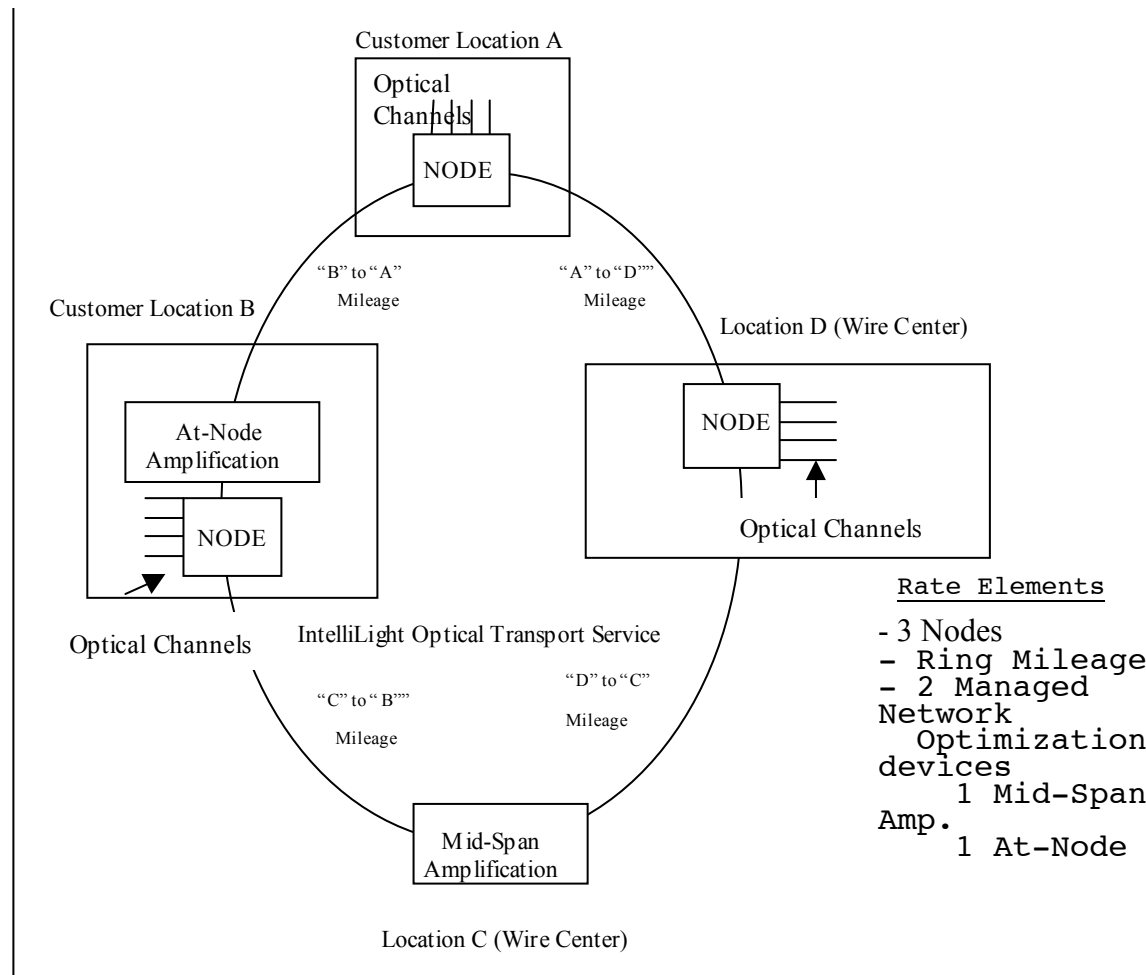 Customer Location A
Optical
Channels
NODE
“B” to “A”
Mileage
“A” to “D””
Mileage
Customer Location B
Location D (Wire Center)
At-Node
Amplification
NODE
NODE
Optical Channels
Optical Channels
Rate Elements
IntelliLight Optical Transport Service
- 3 Nodes
- Ring Mileage
- 2 Managed
Network
Optimization
devices
1 Mid-Span
Amp.
1 At-Node
“C” to “B””
Mileage
“D” to “C”
Mileage
Mid-Span
Amplification
Location C (Wire Center)